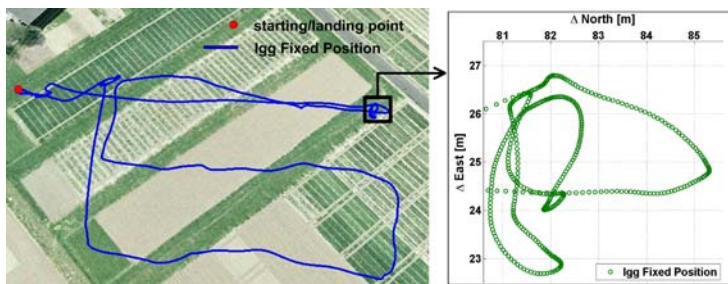 starting/landing point
Igg Fixed Position
Δ North [m]
81 82 83 84 85
Δ East [m]
27
26
25
24
23
Igg Fixed Position